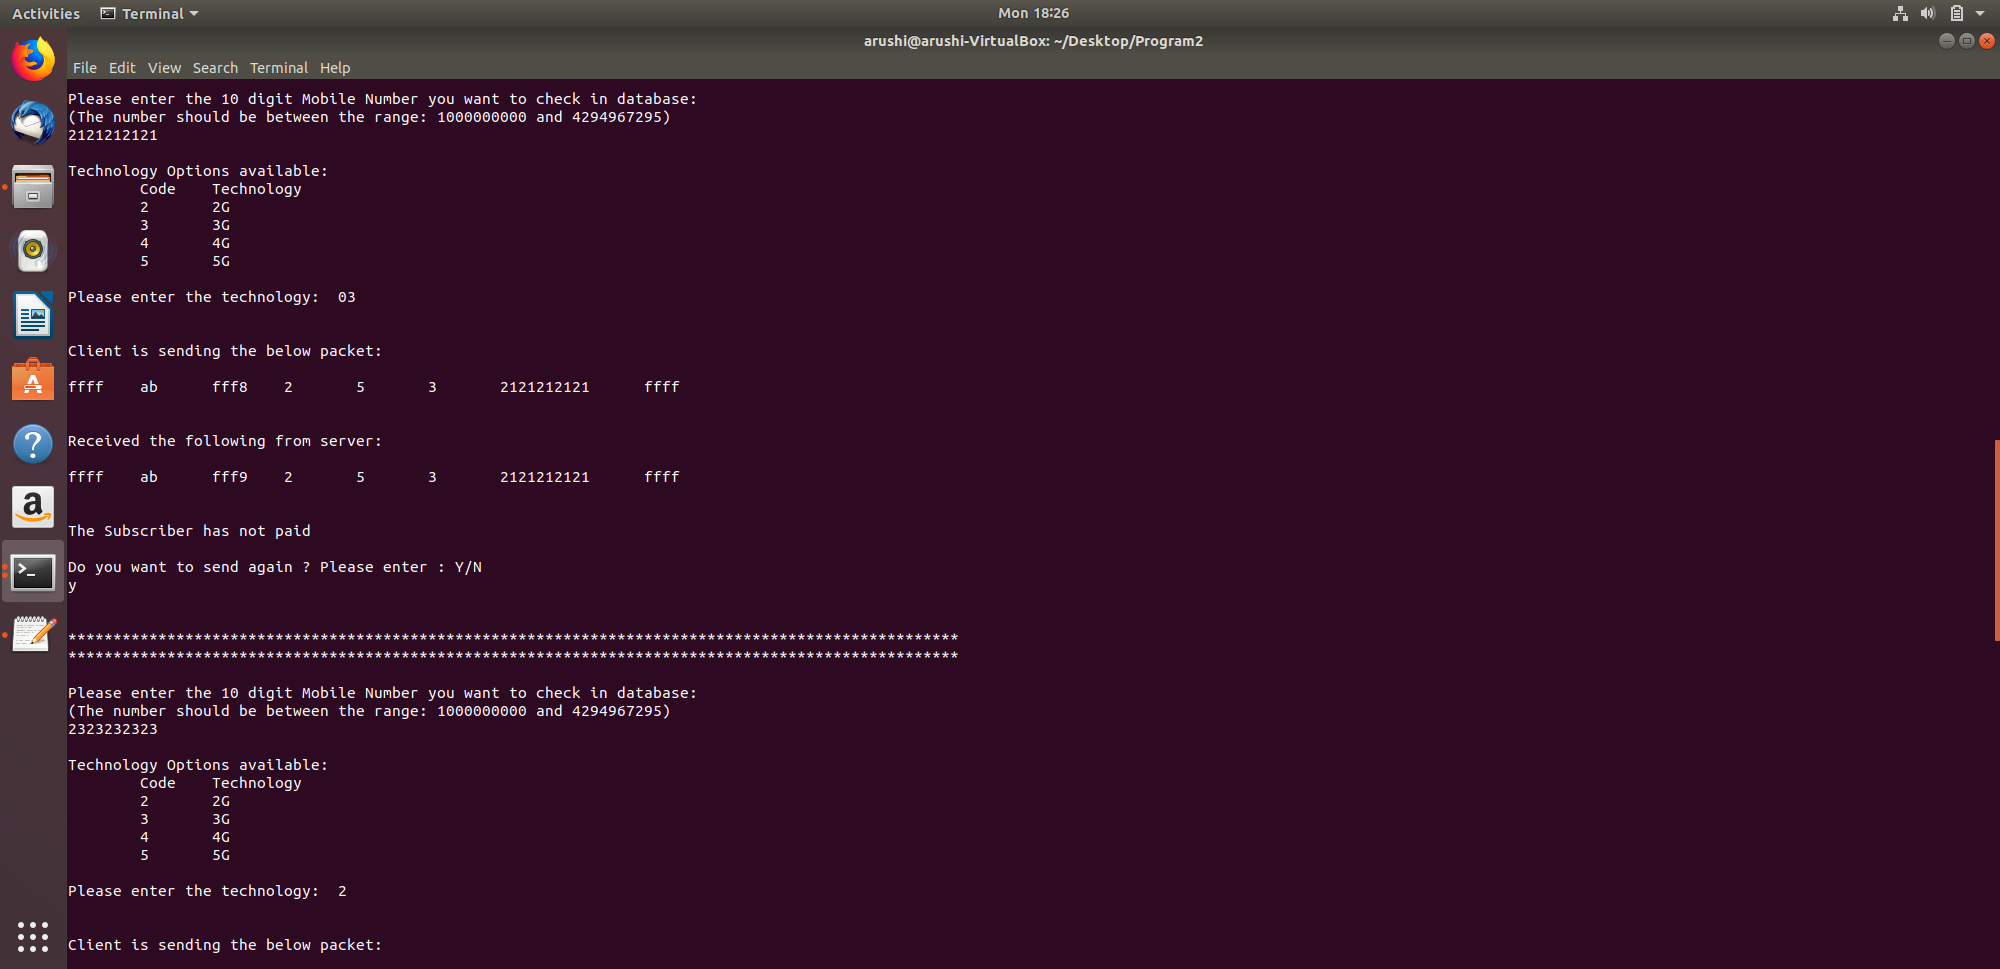 Activities Terminal Mon 18:26
arushi@arushi-VirtualBox: ~/Desktop/Program2
File Edit View Search Terminal Help
Please enter the 10 digit Mobile Number you want to check in database:
(The number should be between the range: 1000000000 and 4294967295)
2121212121
Technology Options available:
Code Technology
2 2G
3 3G
4 4G
5 5G
Please enter the technology: 03
Client is sending the below packet:
ffff ab fff8 2 5 3 2121212121 ffff
Received the following from server:
ffff ab fff9 2 5 3 2121212121 ffff
The Subscriber has not paid
Do you want to send again ? Please enter : Y/N
y
***************************************************************************************************
***************************************************************************************************
Please enter the 10 digit Mobile Number you want to check in database:
(The number should be between the range: 1000000000 and 4294967295)
2323232323
Technology Options available:
Code Technology
2 2G
3 3G
4 4G
5 5G
Please enter the technology: 2
Client is sending the below packet: